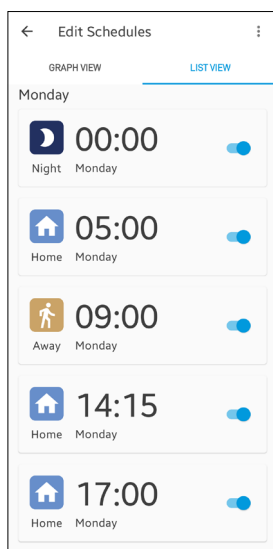 Edit Schedules
GRAPH VIEW LIST VIEW
Monday
00:00
Night Monday
05:00
Home Monday
09:00
Away Monday
14:15
Home Monday
17:00
Home Monday